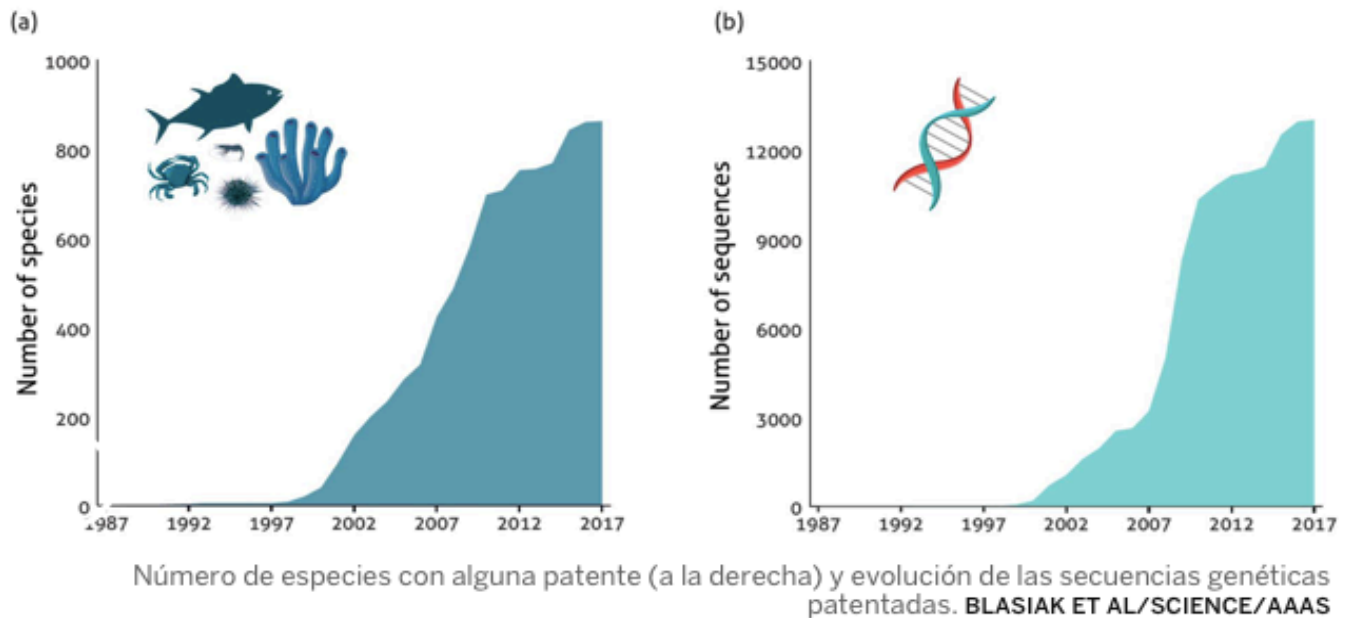 (a)
Number of species
1000
800
600
400
200
0
1987 1992 1997 2002 2007 2012 2017
(b)
Number of sequences
15000
12000
9000
6000
3000
0
1987 1992 1997 2002 2007 2012 2017
Número de especies con alguna patente (a la derecha) y evolución de las secuencias genéticas
patentadas. BLASIAK ET AL/SCIENCE/AAAS